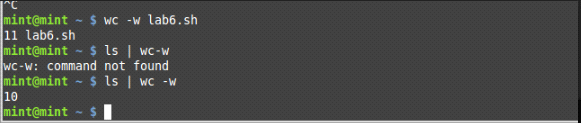 ^C
mint@mint ~ $ wc -w lab6.sh
11 lab6.sh
mint@mint ~ $ ls | wc-w
wc-w: command not found
mint@mint ~ $ ls | wc -w
10
mint@mint ~ $